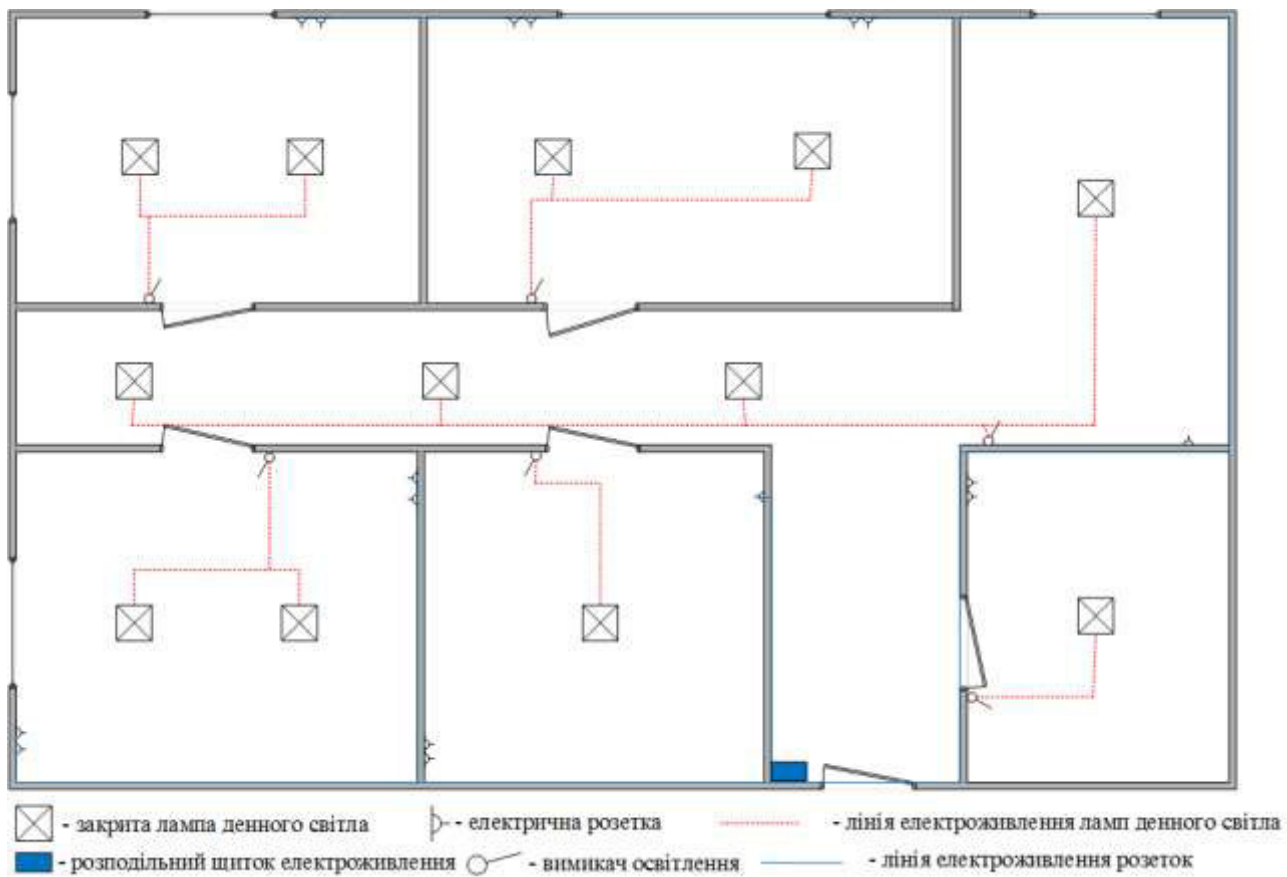 - закрита лампа денного світла - електрична розетка - лінія електроживлення ламп денного світла
- розподільний щиток електроживлення - вимикач освітлення - лінія електроживлення розеток